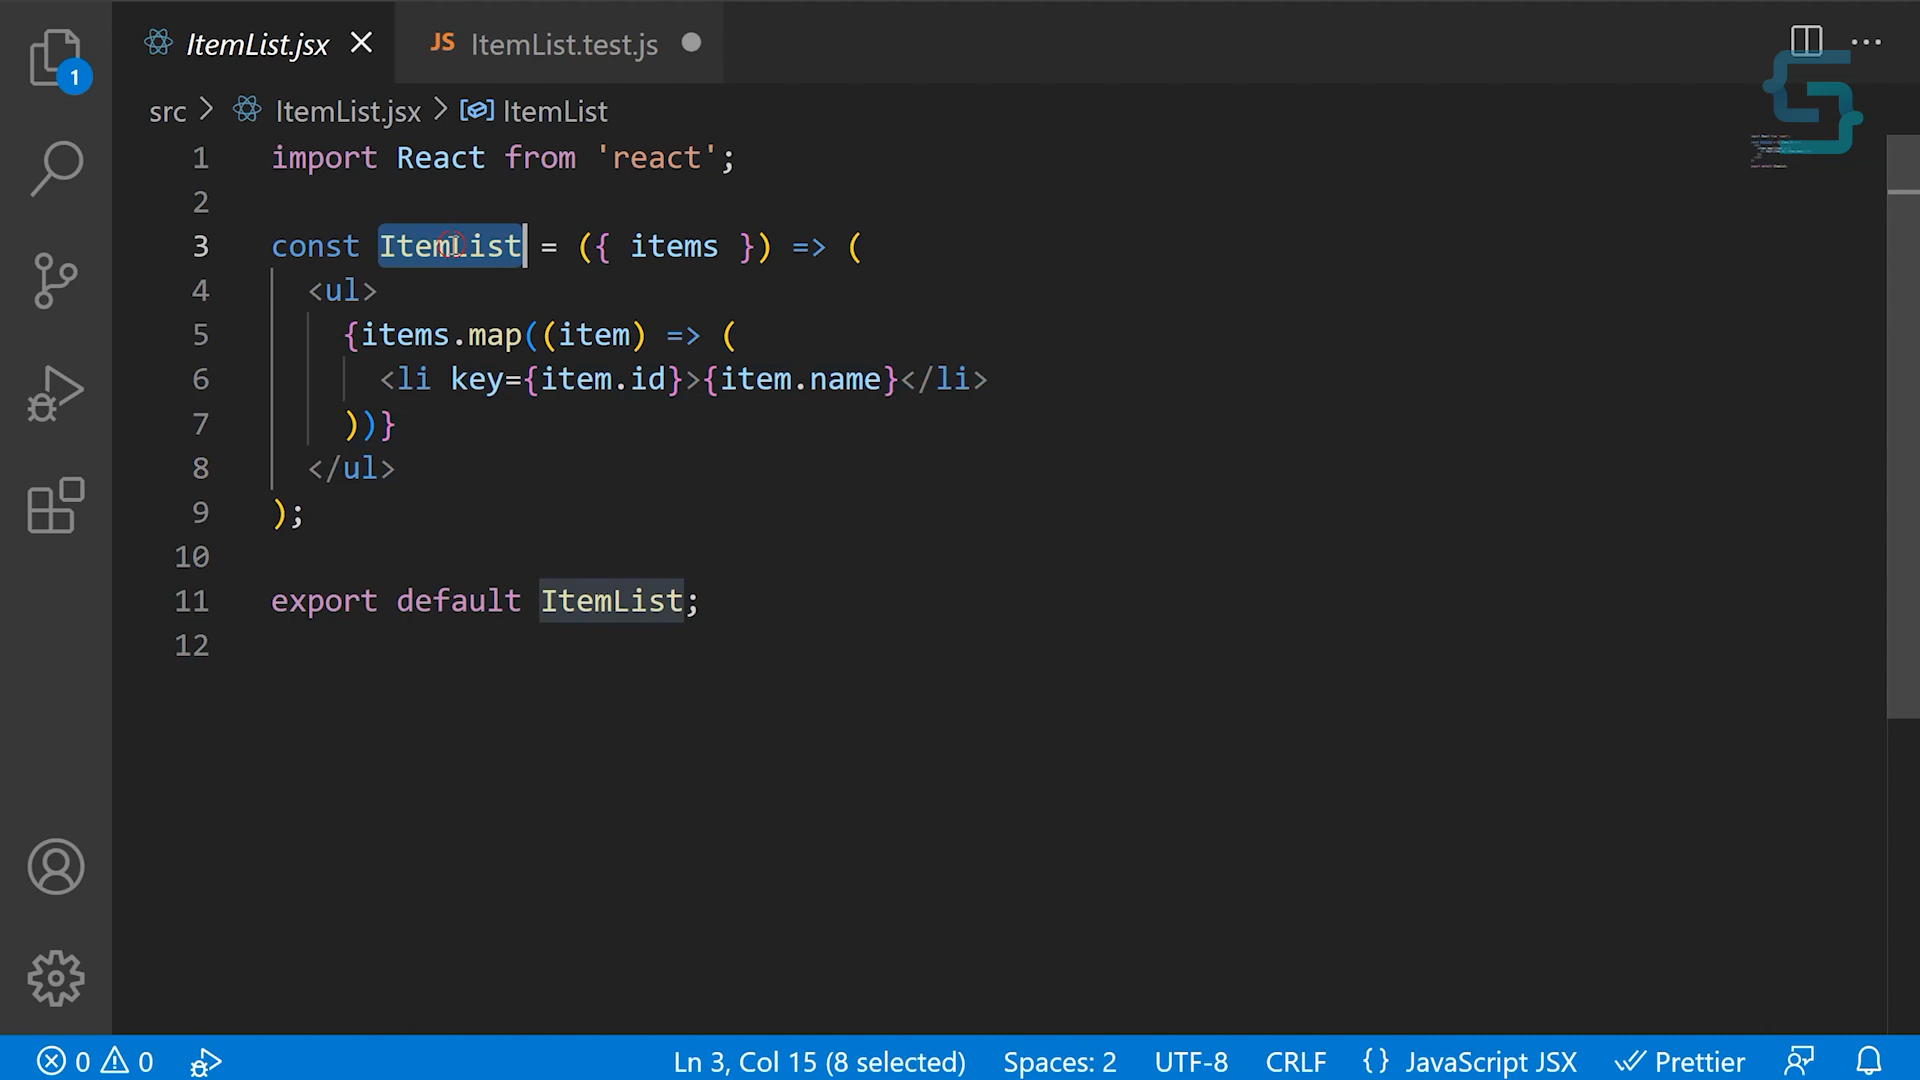 ItemList.jsx
JS ItemList.test.js
1
src > ItemList.jsx > ItemList
1 import React from 'react';
2
3 const ItemList = ({ items }) => (
4 <ul>
5 {items.map((item) => (
6 <li key={item.id}>{item.name}</li>
7 ))}
8 </ul>
9 );
10
11 export default ItemList;
12
0 0 Ln 3, Col 15 (8 selected) Spaces: 2 UTF-8 CRLF {} JavaScript JSX Prettier